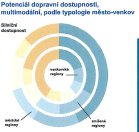 Potenciál dopravní dostupnosti,
multimodální, podle typologie město-venkov
Silniční
dostupnost
venkovské
regiony
městské
regiony
smíšené
regiony